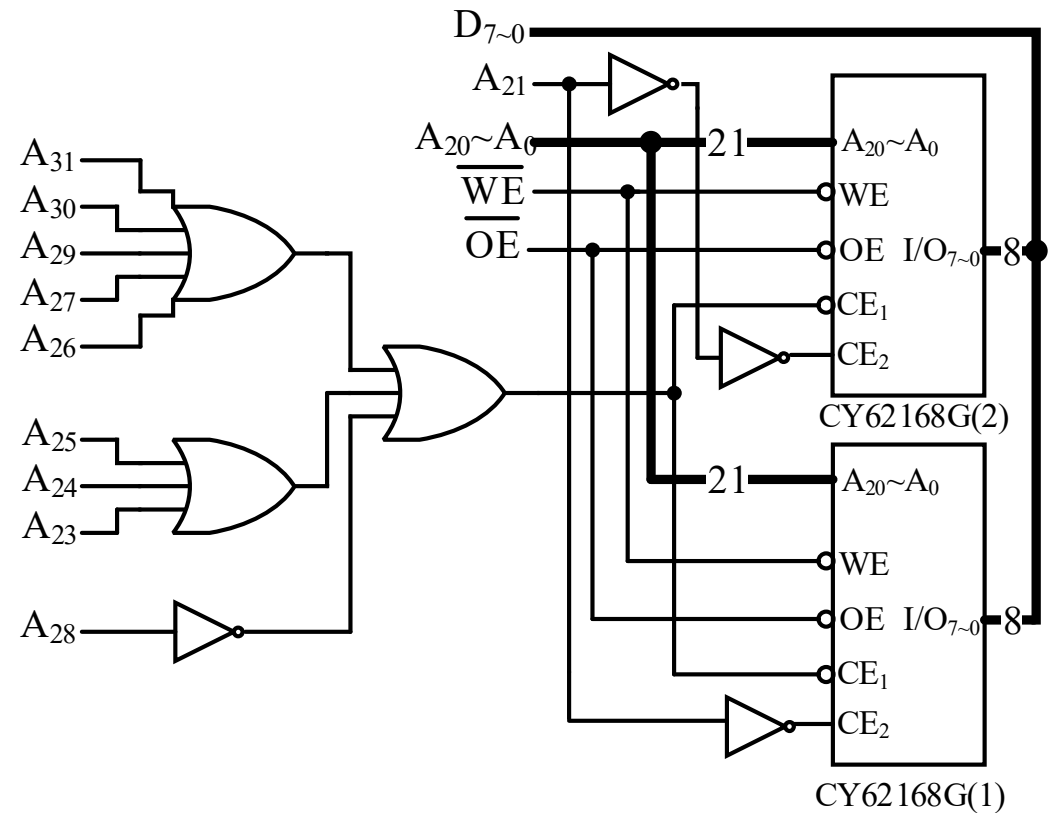 D7~0
A21
A20~A0
WE
OE
A31
A30
A29
A27
A26
A25
A24
A23
A28
21
A20~A0
WE
OE
I/O7~0
8
CE1
CE2
CY62168G(2)
21
A20~A0
WE
OE
I/O7~0
8
CE1
CE2
CY62168G(1)